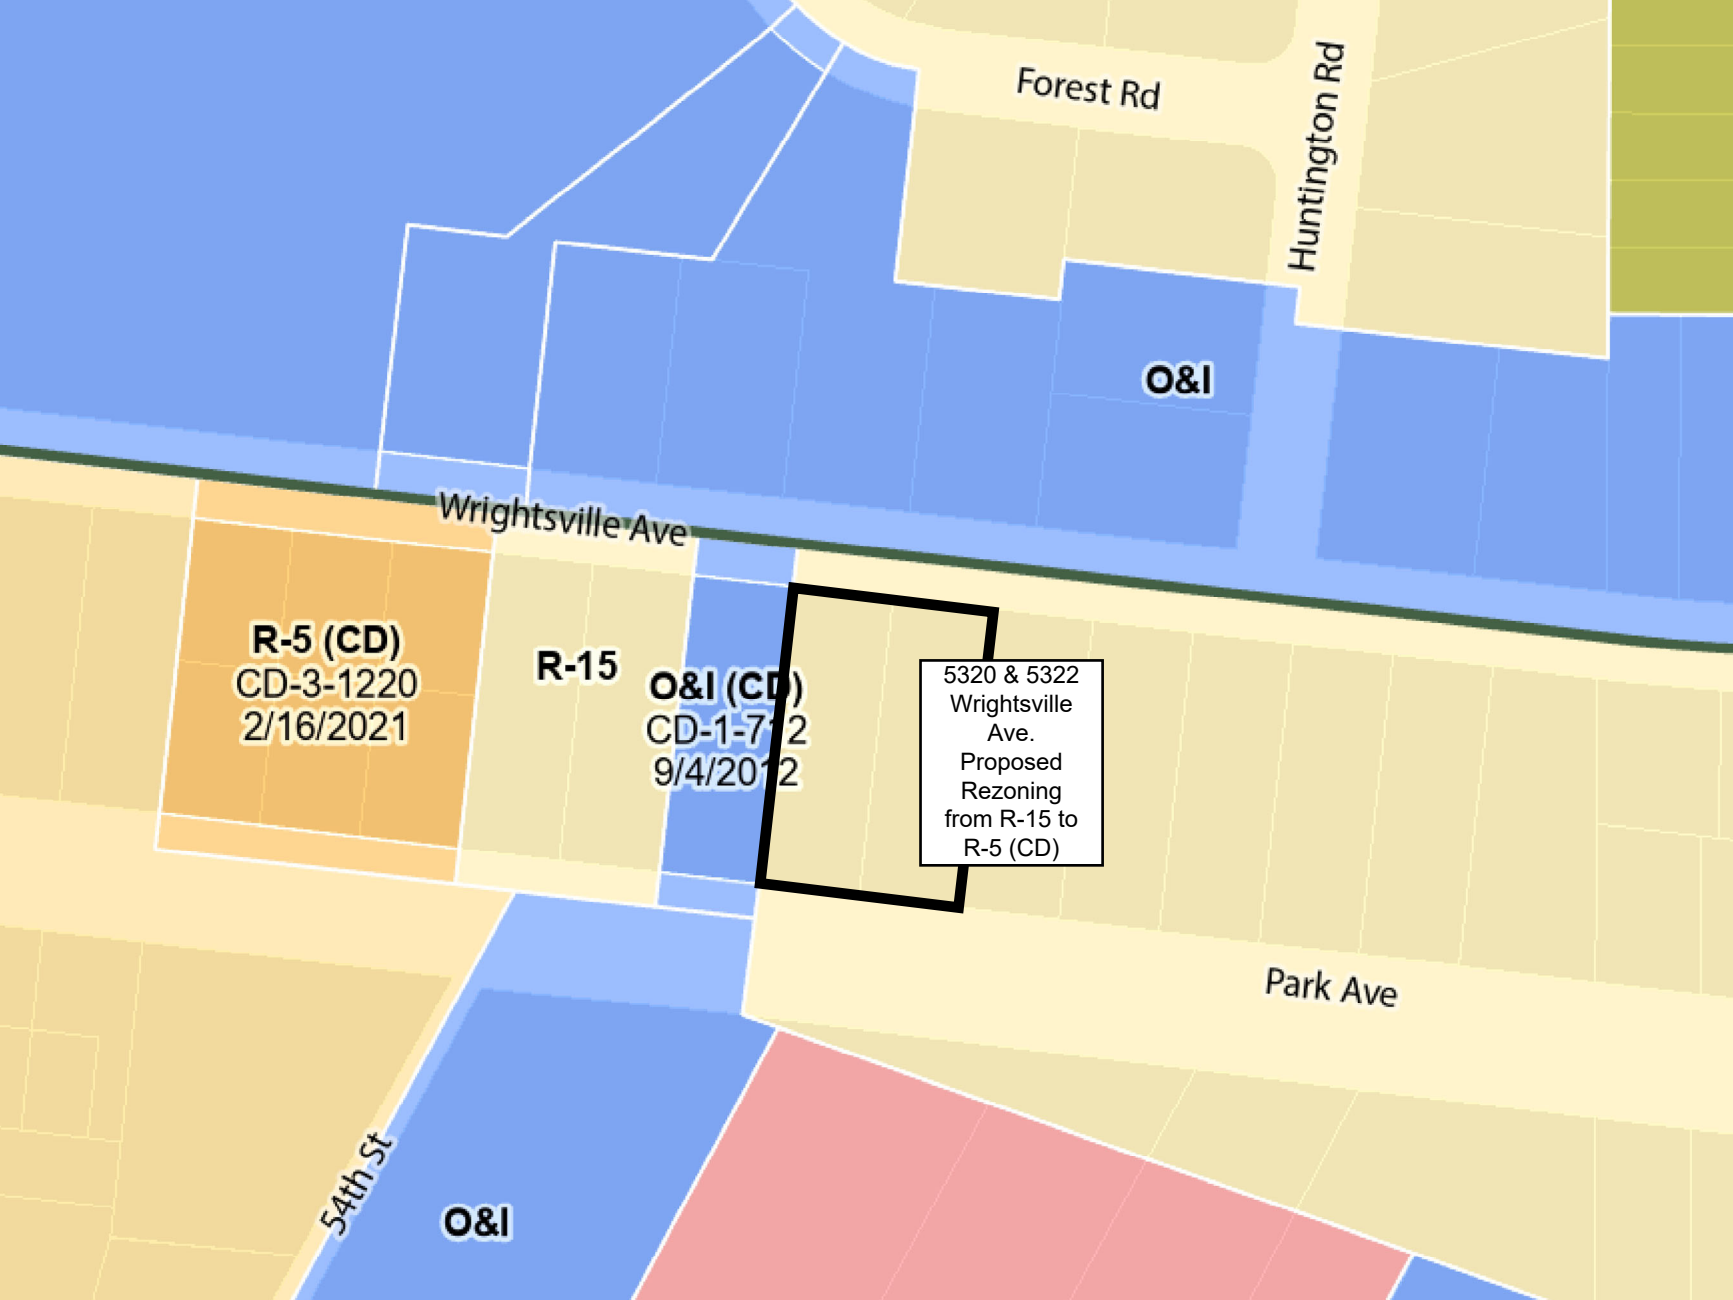 Forest Rd
Huntington Rd
O&I
Wrightsville Ave
R-5 (CD)
CD-3-1220
2/16/2021
R-15
O&I (CD)
CD-1-712
9/4/2012
5320 & 5322
Wrightsville
Ave.
Proposed
Rezoning
from R-15 to
R-5 (CD)
Park Ave
54th St
O&I